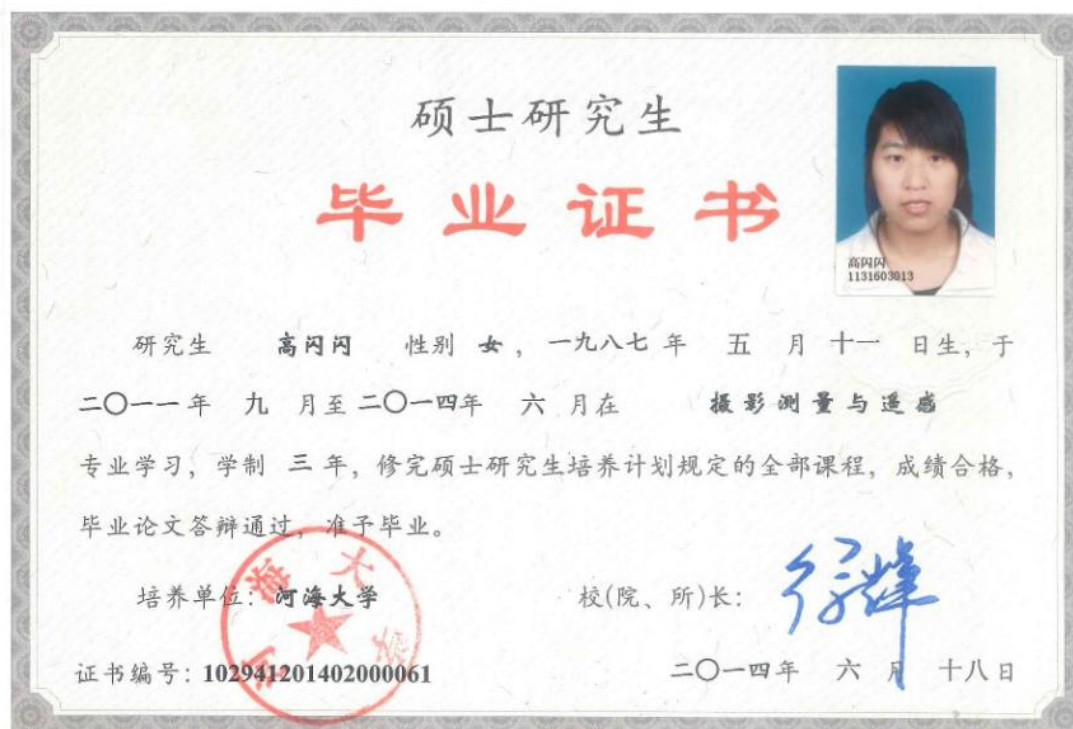 硕士研究生
毕业证书
高闪闪
1131603013
研究生 高闪闪 性别 女，一九八七 年 五 月 十一 日生，于
二〇一一年 九 月至 二〇一四年 六 月在 摄影测量与遥感
专业学习，学制 三 年，修完硕士研究生培养计划规定的全部课程，成绩合格，
毕业论文答辩通过，准予毕业。
培养单位：河海大学 校(院、所)长：徐辉
河海大学
证书编号：102941201402000061 二〇一四年 六 月 十八 日